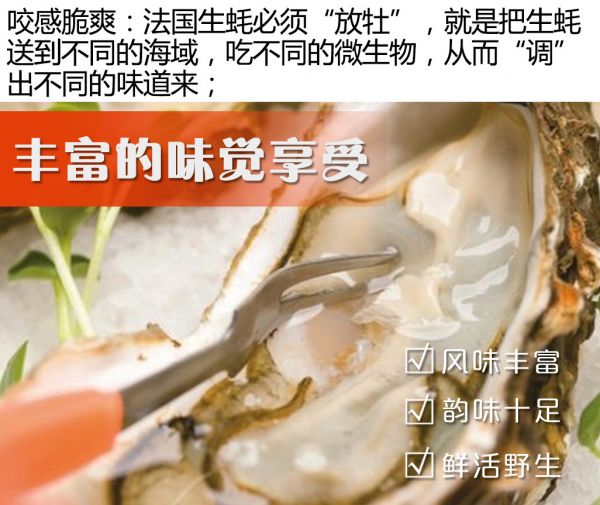 咬感脆爽：法国生蚝必须“放牡”，就是把生蚝
送到不同的海域，吃不同的微生物，从而“调”
出不同的味道来；
丰富的味觉享受
风味丰富
韵味十足
鲜活野生